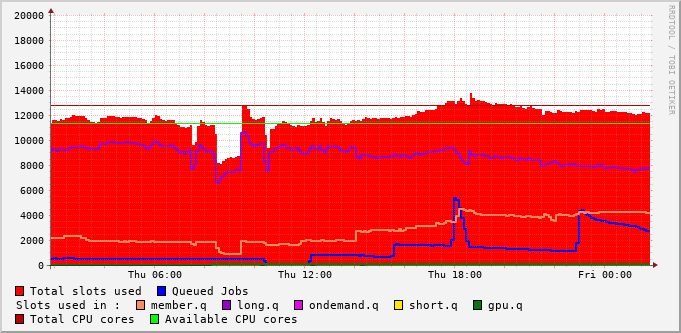 20000
18000
16000
14000
12000
10000
8000
6000
4000
2000
0
Thu 06:00 Thu 12:00 Thu 18:00 Fri 00:00
RRDTOOL / TOBI OETIKER
Total slots used Queued Jobs
Slots used in : member.q long.q ondemand.q short.q gpu.q
Total CPU cores Available CPU cores